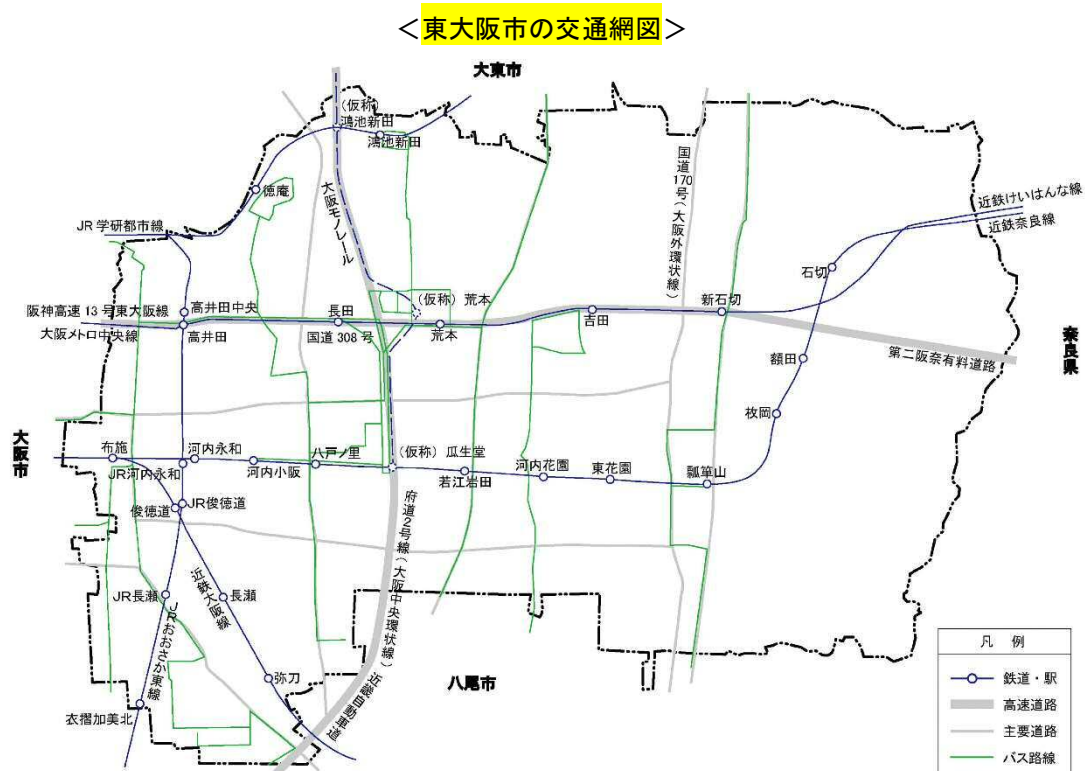 ＜東大阪市の交通網図＞
大東市
（仮称）
鴻池新田
鴻池新田
国道170号（大阪外環状線）
徳庵
大阪モノレール
近鉄けいはんな線
近鉄奈良線
JR学研都市線
石切
（仮称）荒本
新石切
阪神高速13号東大阪線
高井田中央
長田
吉田
大阪メトロ中央線
高井田
国道308号
荒本
第二阪奈有料道路
額田
奈良県
枚岡
大阪市
布施
河内永和
八戸ノ里
（仮称）瓜生堂
河内花園
東花園
瓢箪山
JR河内永和
河内小阪
若江岩田
俊徳道
JR俊徳道
府道2号線（大阪中央環状線）
近鉄大阪線
JR長瀬
長瀬
JRおおさか東線
弥刀
近畿自動車道
八尾市
衣摺加美北
凡例
鉄道・駅
高速道路
主要道路
バス路線